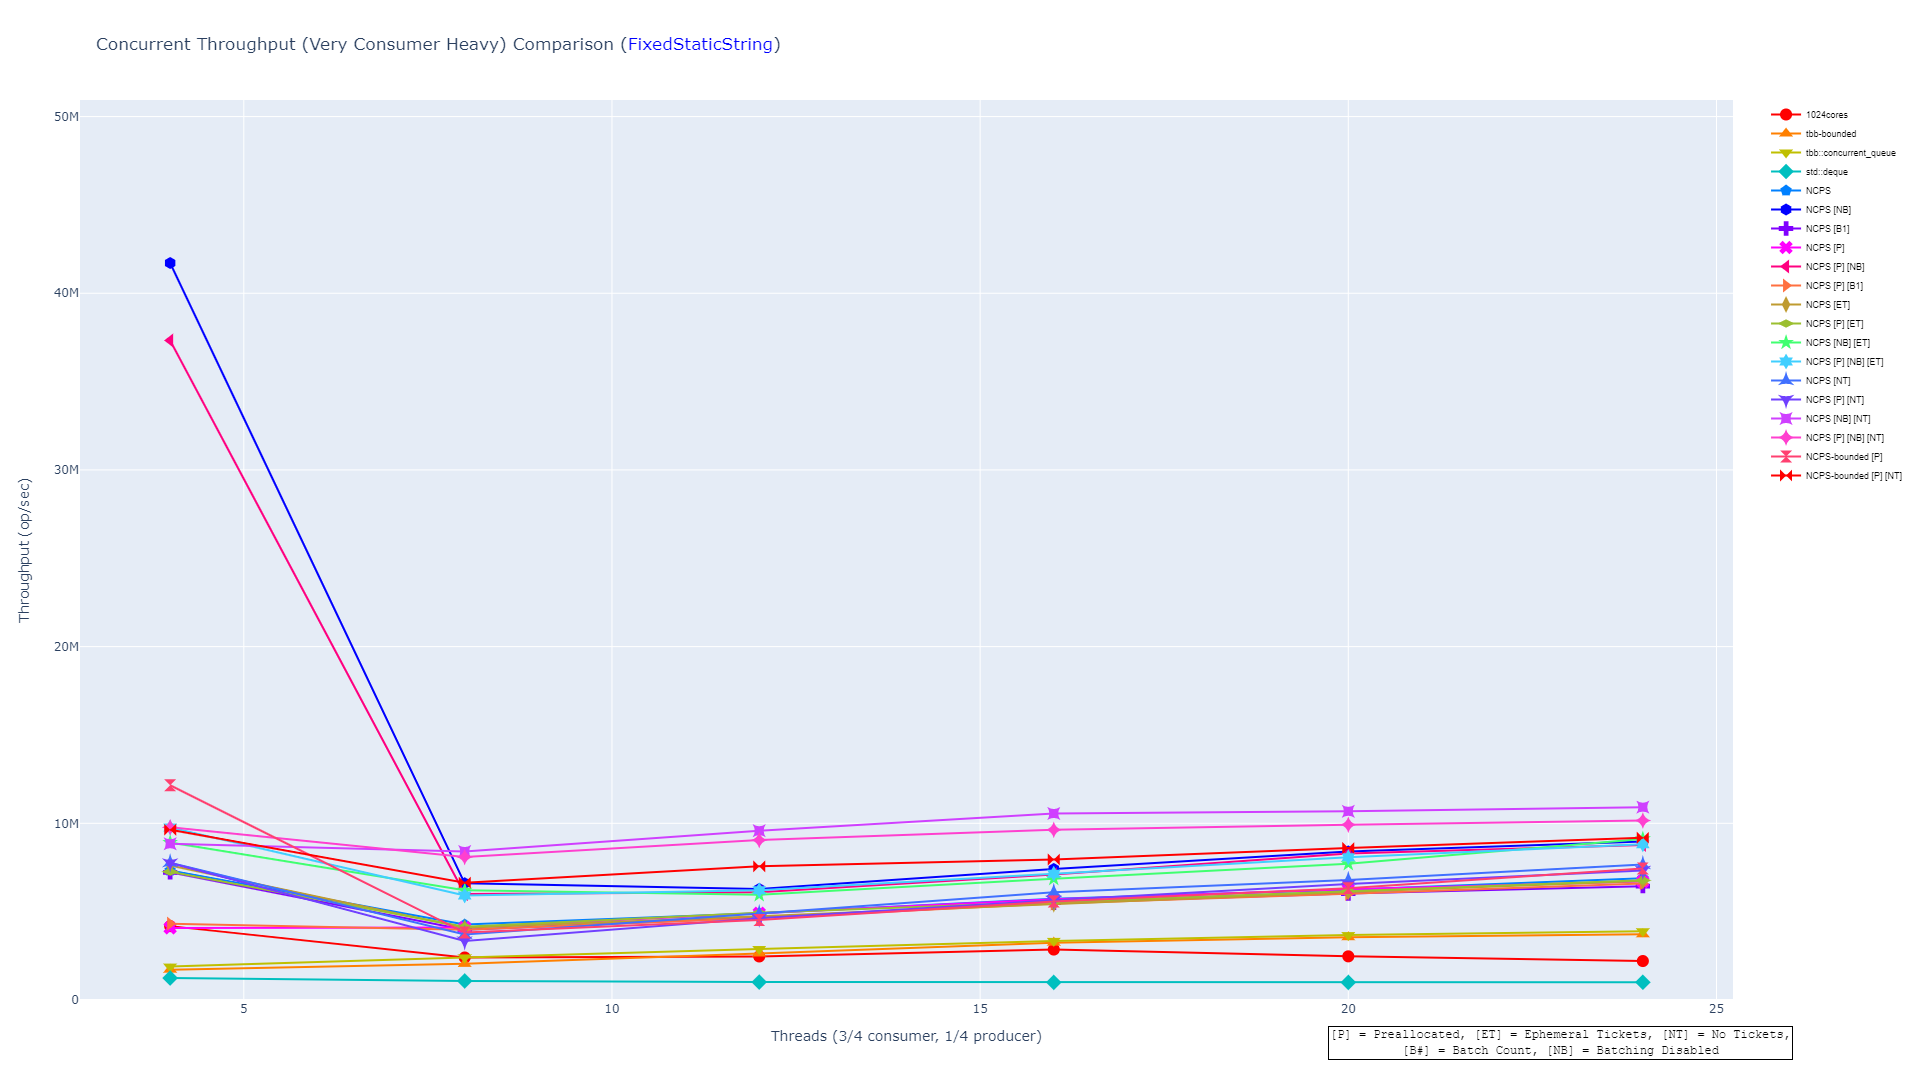 Concurrent Throughput (Very Consumer Heavy) Comparison (FixedStaticString)
50M
40M
30M
20M
10M
0
Throughput (op/sec)
5
10
15
20
25
Threads (3/4 consumer, 1/4 producer)
1024cores
tbb-bounded
tbb::concurrent_queue
std::deque
NCPS
NCPS [NB]
NCPS [B1]
NCPS [P]
NCPS [P] [NB]
NCPS [P] [B1]
NCPS [ET]
NCPS [P] [ET]
NCPS [NB] [ET]
NCPS [P] [NB] [ET]
NCPS [NT]
NCPS [P] [NT]
NCPS [NB] [NT]
NCPS [P] [NB] [NT]
NCPS-bounded [P]
NCPS-bounded [P] [NT]
[P] = Preallocated, [ET] = Ephemeral Tickets, [NT] = No Tickets,
[B#] = Batch Count, [NB] = Batching Disabled